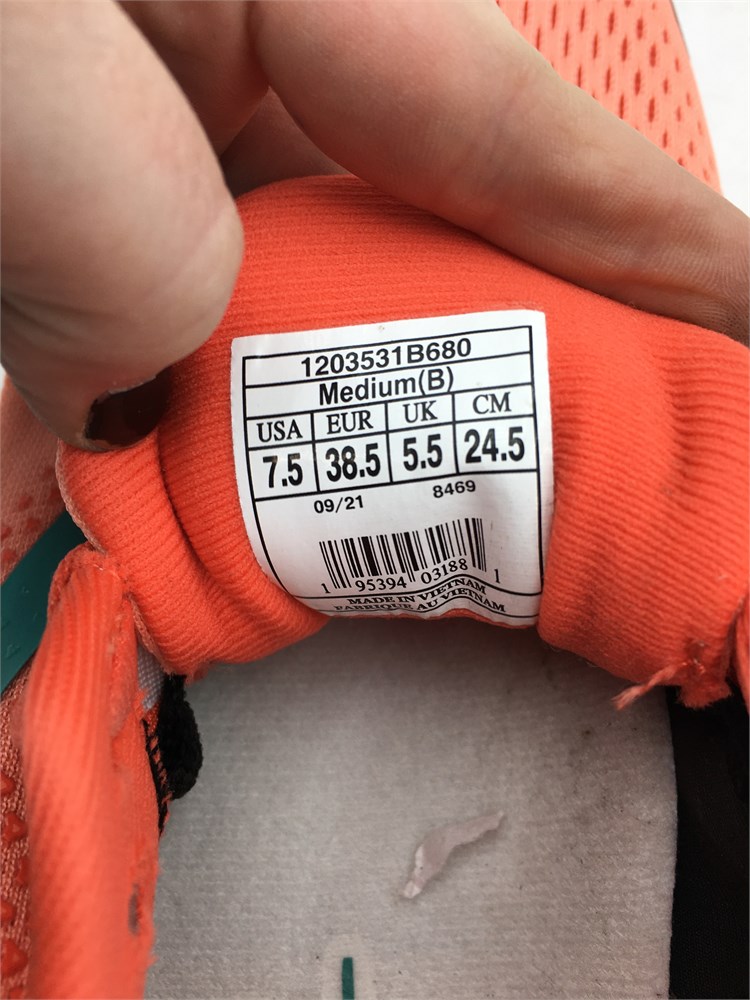 1203531B680
Medium(B)
USA EUR UK CM
7.5 38.5 5.5 24.5
09/21 8469
1 95394 03188 1
MADE IN VIETNAM
FABRIQUE AU VIETNAM